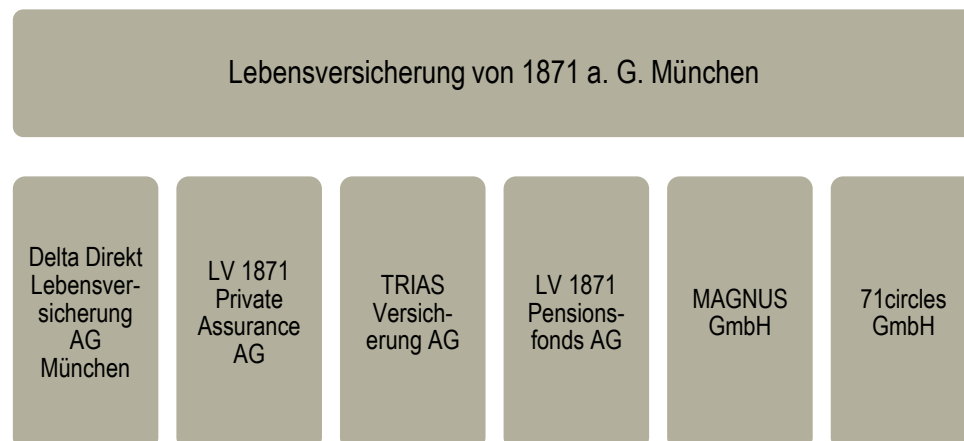 Lebensversicherung von 1871 a. G. München
Delta Direkt
Lebensver-
sicherung
AG
München
LV 1871
Private
Assurance
AG
TRIAS
Versich-
erung AG
LV 1871
Pensions-
fonds AG
MAGNUS
GmbH
71circles
GmbH